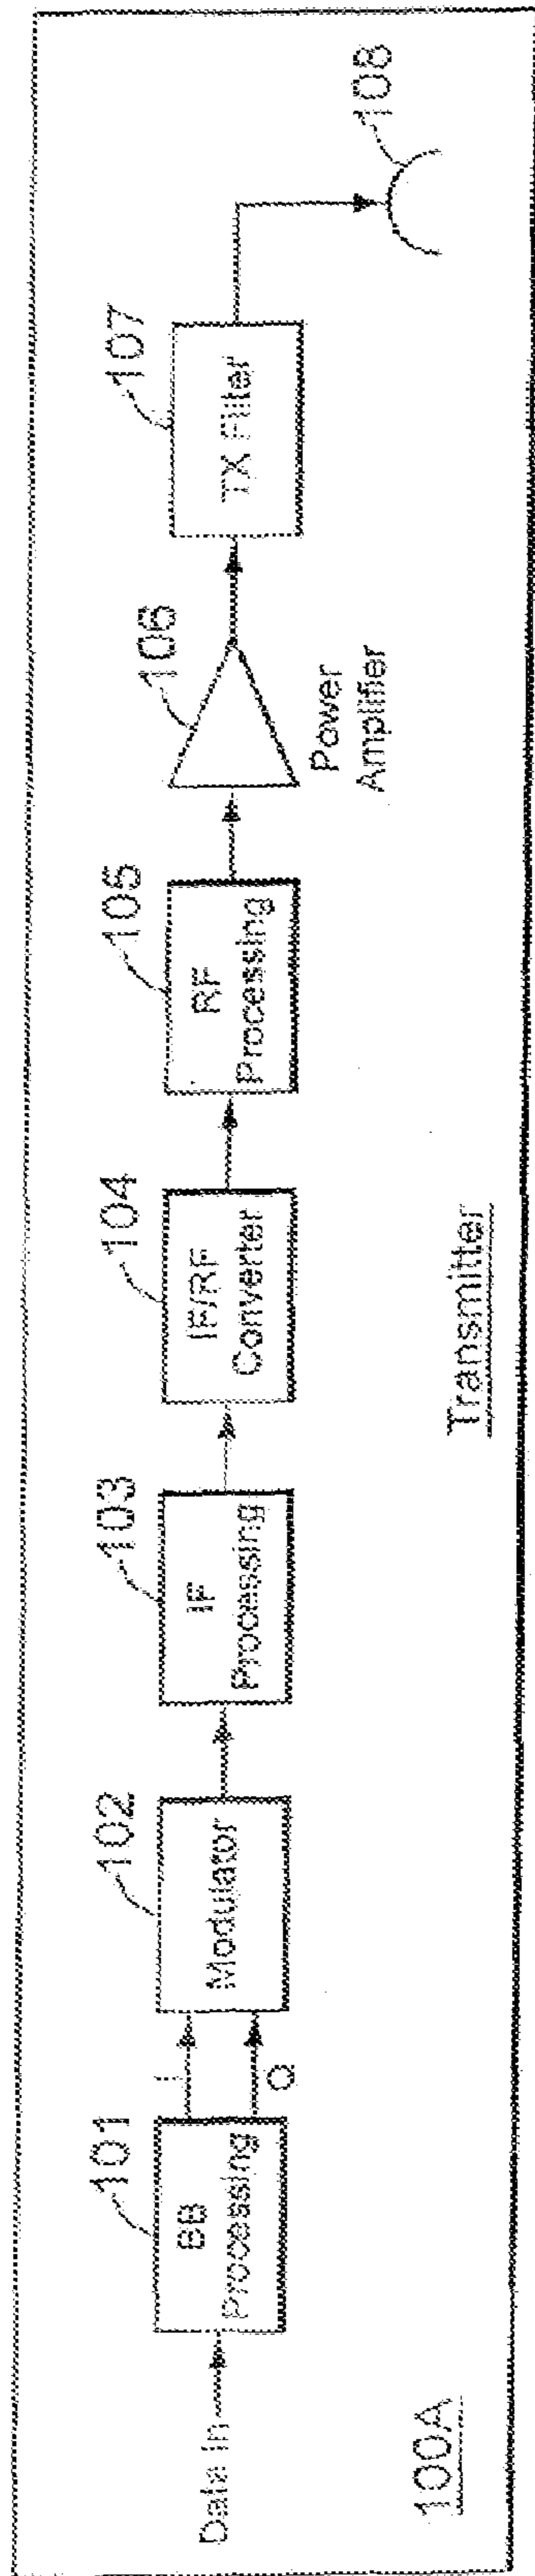 Data In
101
BB
Processing
I
Q
102
Modulator
103
IF
Processing
104
IF/RF
Converter
105
RF
Processing
106
Power
Amplifier
107
TX Filter
108
100A
Transmitter